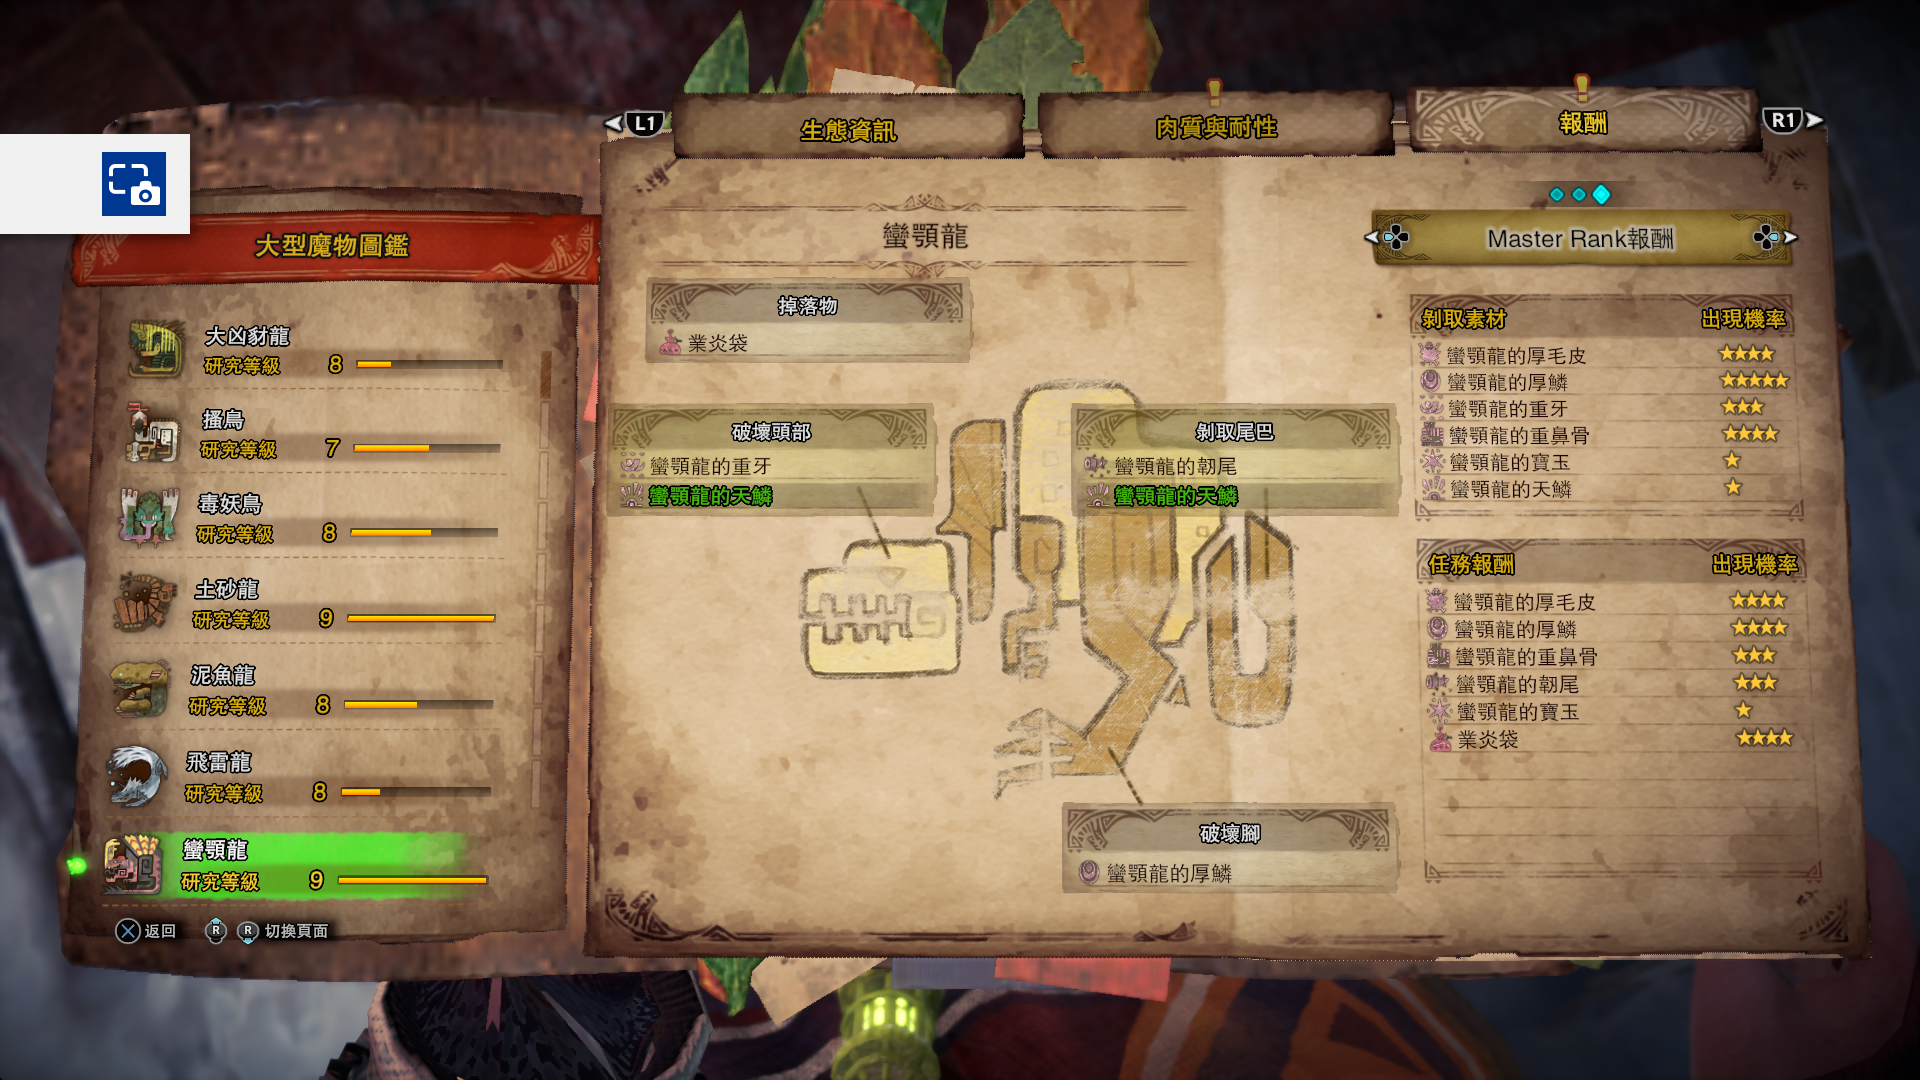 L1
生態資訊
肉質與耐性
報酬
R1
大型魔物圖鑑
大凶豺龍
研究等級 8
搔鳥
研究等級 7
毒妖鳥
研究等級 8
土砂龍
研究等級 9
泥魚龍
研究等級 8
飛雷龍
研究等級 8
蠻顎龍
研究等級 9
返回
R
R
切換頁面
蠻顎龍
掉落物
業炎袋
破壞頭部
蠻顎龍的重牙
蠻顎龍的天鱗
剝取尾巴
蠻顎龍的韌尾
蠻顎龍的天鱗
破壞腳
蠻顎龍的厚鱗
Master Rank報酬
剝取素材 出現機率
蠻顎龍的厚毛皮
蠻顎龍的厚鱗
蠻顎龍的重牙
蠻顎龍的重鼻骨
蠻顎龍的寶玉
蠻顎龍的天鱗
任務報酬 出現機率
蠻顎龍的厚毛皮
蠻顎龍的厚鱗
蠻顎龍的重鼻骨
蠻顎龍的韌尾
蠻顎龍的寶玉
業炎袋